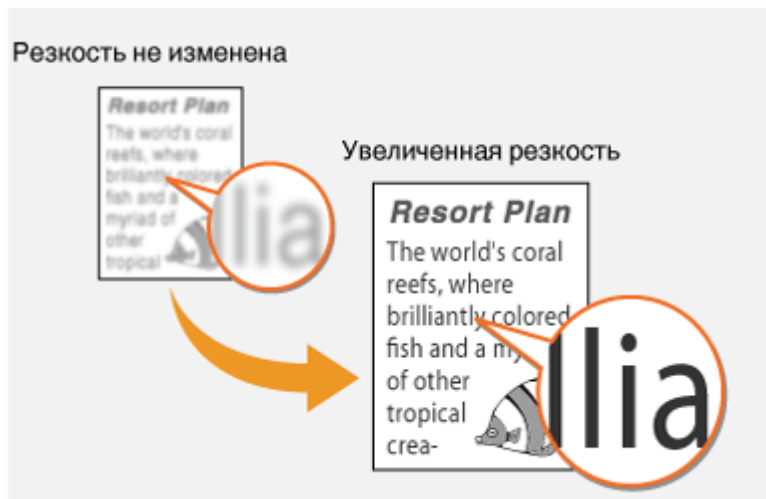 Резкость не изменена
Resort Plan
The world's coral
reefs, where
brilliantly colored
fish and a
myriad of
other
tropical
llia
Увеличенная резкость
Resort Plan
The world's coral
reefs, where
brilliantly colored
fish and a my
of other
tropical
crea-
llia